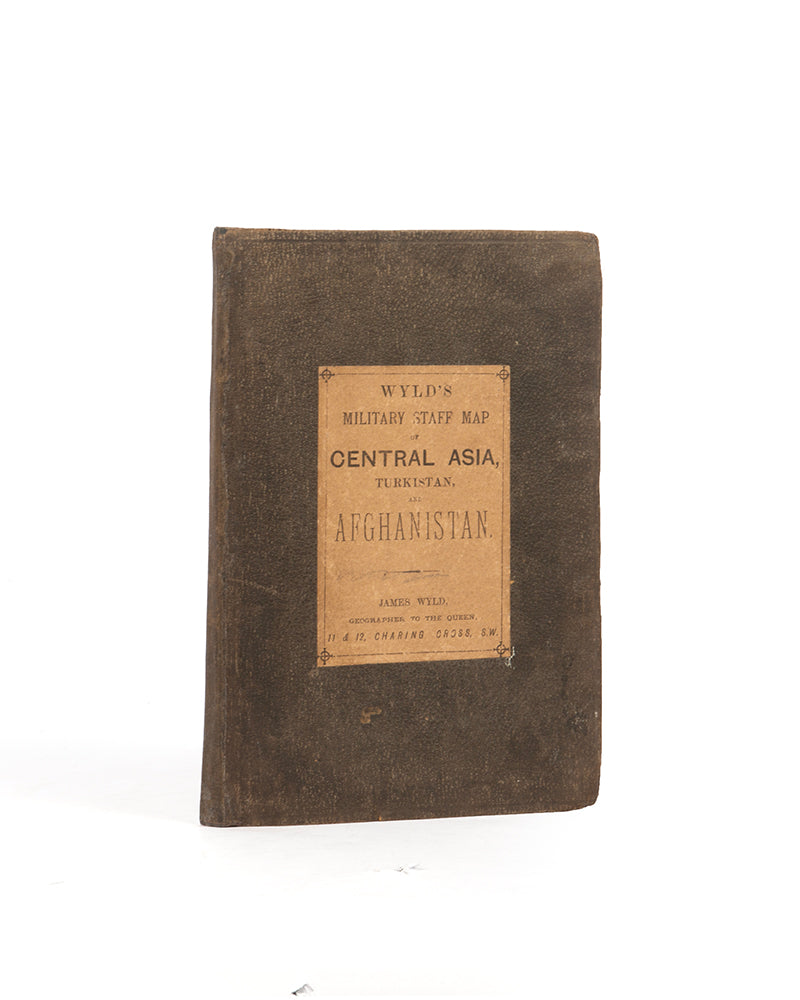 WYLD'S
MILITARY STAFF MAP
OF
CENTRAL ASIA,
TURKISTAN,
AND
AFGHANISTAN.
JAMES WYLD,
GEOGRAPHER TO THE QUEEN,
11 & 12, CHARING CROSS, S.W.